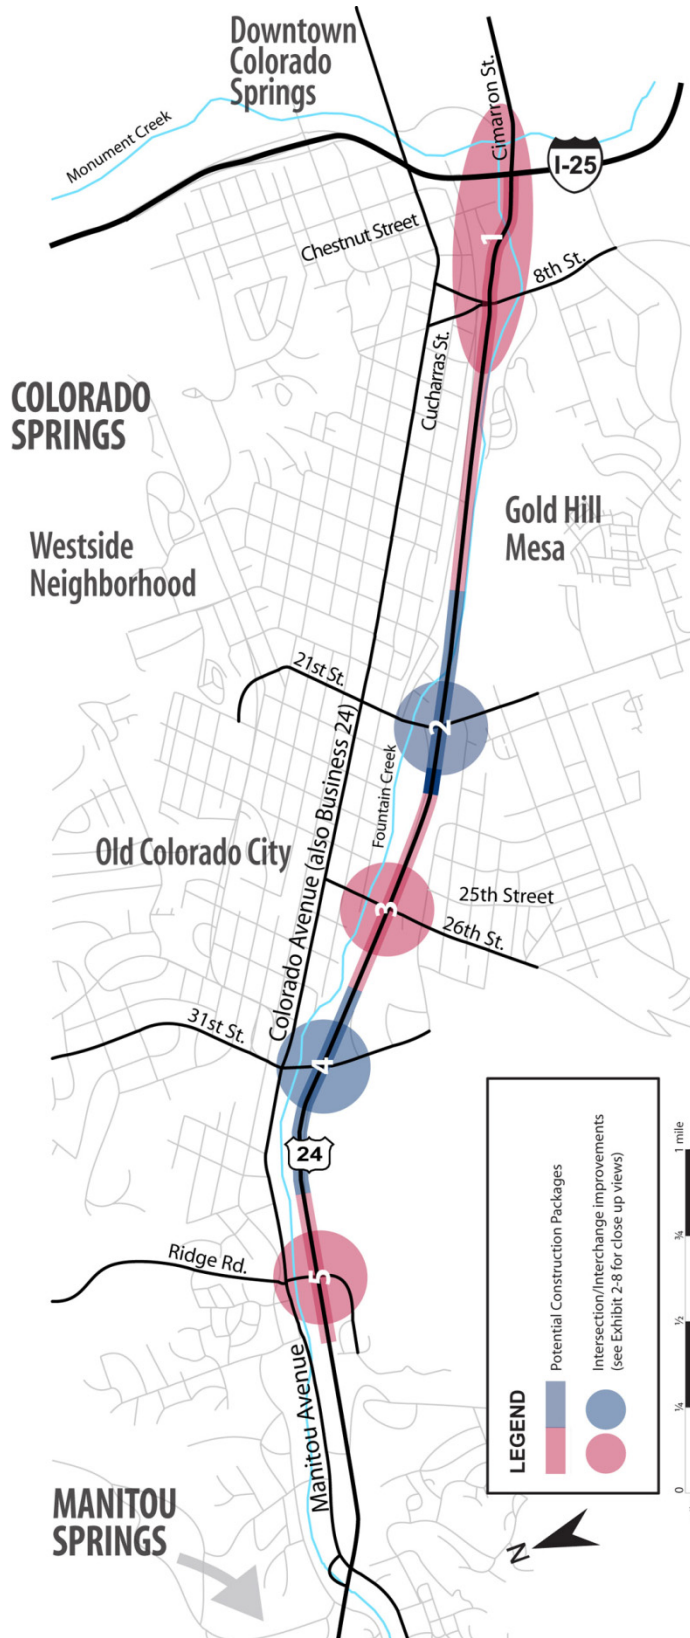 Downtown
Colorado
Springs
Monument Creek
Cimarron St.
I-25
Chestnut Street
1
8th St.
Cucharras St.
COLORADO
SPRINGS
Gold Hill
Mesa
Westside
Neighborhood
21st St.
2
Colorado Avenue (also Business 24)
Fountain Creek
Old Colorado City
3
25th Street
26th St.
31st St.
4
24
Ridge Rd.
5
Manitou Avenue
MANITOU
SPRINGS
LEGEND
Potential Construction Packages
Intersection/Interchange improvements
(see Exhibit 2-8 for close up views)
0 ¼ ½ ¾ 1 mile
N